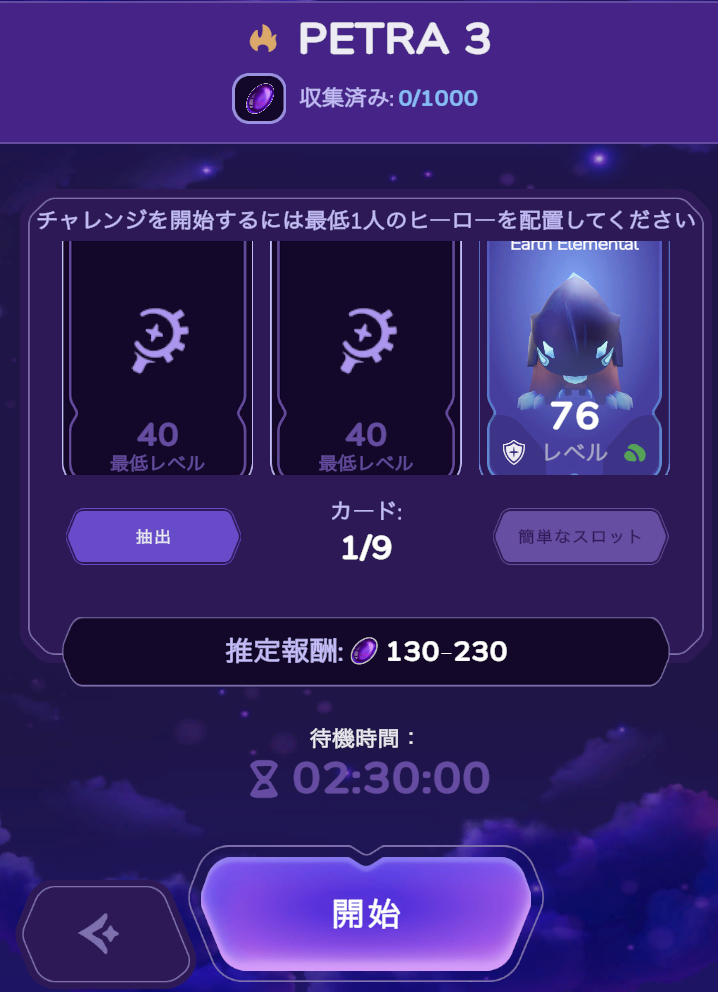 PETRA 3
収集済み: 0/1000
チャレンジを開始するには最低1人のヒーローを配置してください
Earth Elemental
40
最低レベル
40
最低レベル
76
レベル
抽出
カード:
1/9
簡単なスロット
推定報酬: 130-230
待機時間：
02:30:00
開始